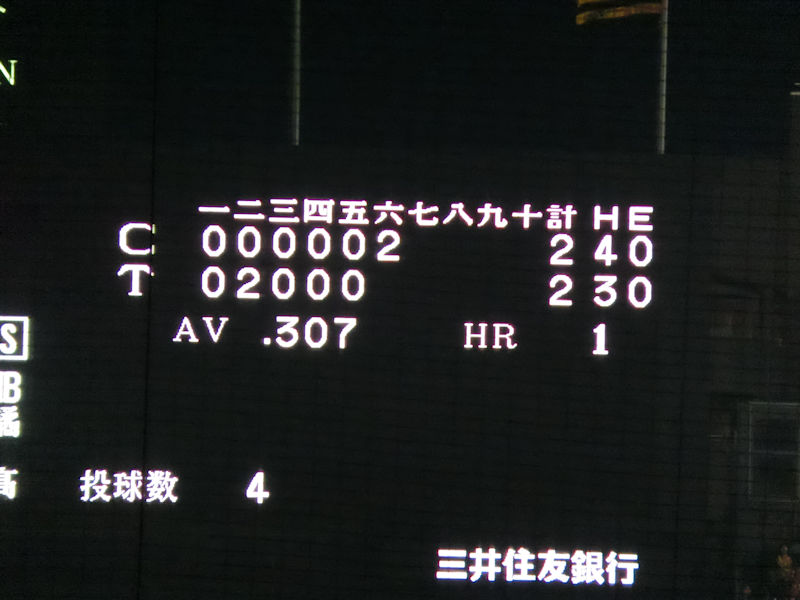 N
一二三四五六七八九十計 H E
C 000002 2 4 0
T 02000 2 3 0
AV .307 HR 1
S
投球数 4
三井住友銀行